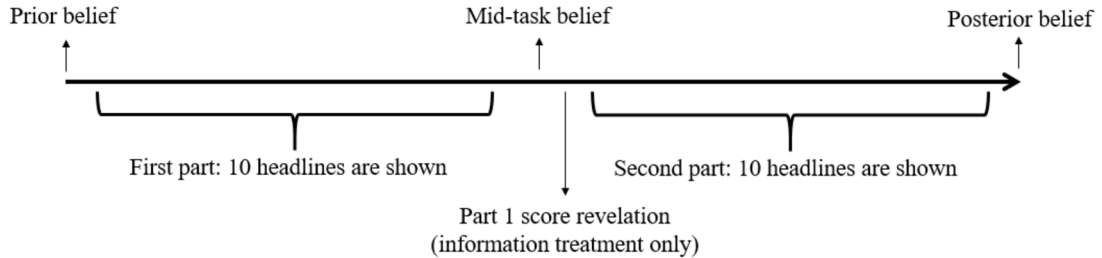 Prior belief
Mid-task belief
Posterior belief
First part: 10 headlines are shown
Second part: 10 headlines are shown
Part 1 score revelation
(information treatment only)